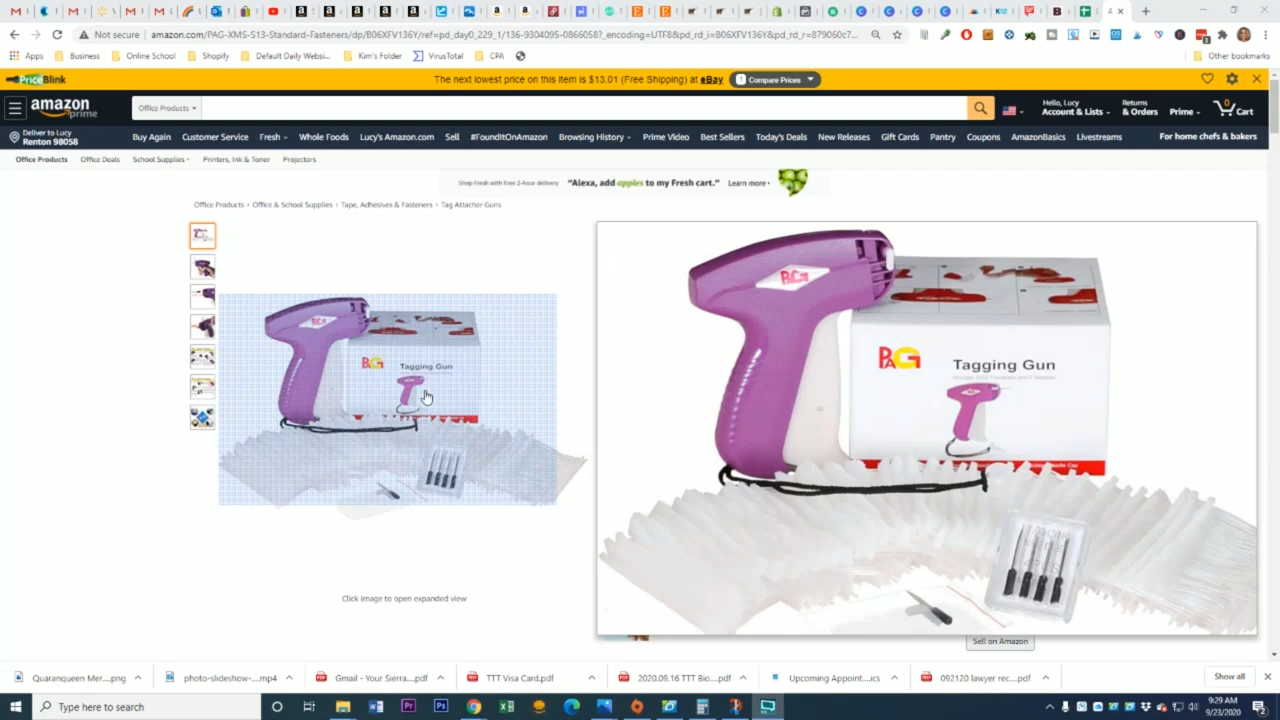 Not secure
amazon.com/PAG-XMS-S13-Standard-Fasteners/dp/B06XFV136Y/ref=pd_day0_229_1/136-9304095-0866058?_encoding=UTF8&pd_rd_i=B06XFV136Y&pd_rd_r=879060c7...
Apps Business Online School Shopify Default Daily Websi... Kim's Folder VirusTotal CPA Other bookmarks
PriceBlink The next lowest price on this item is $13.01 (Free Shipping) at eBay Compare Prices
amazon prime Office Products Hello, Lucy Account & Lists Returns & Orders Prime 0 Cart
Deliver to Lucy
Renton 98058
Buy Again Customer Service Fresh Whole Foods Lucy's Amazon.com Sell #FoundItOnAmazon Browsing History Prime Video Best Sellers Today's Deals New Releases Gift Cards Pantry Coupons AmazonBasics Livestreams For home chefs & bakers
Office Products Office Deals School Supplies Printers, Ink & Toner Projectors
Shop Fresh with Free 2-hour delivery "Alexa, add apples to my Fresh cart." Learn more
Office Products › Office & School Supplies › Tape, Adhesives & Fasteners › Tag Attacher Guns
PAG
PAG
Tagging Gun
PAG
PAG
Tagging Gun
Click image to open expanded view
Sell on Amazon
Quaranqueen Mer....png photo-slideshow-....mp4 Gmail - Your Sierra....pdf TTT Visa Card.pdf 2020.09.16 TTT Bio....pdf Upcoming Appoint....ics 092120 lawyer rec....pdf Show all
Type here to search
9:29 AM
9/23/2020